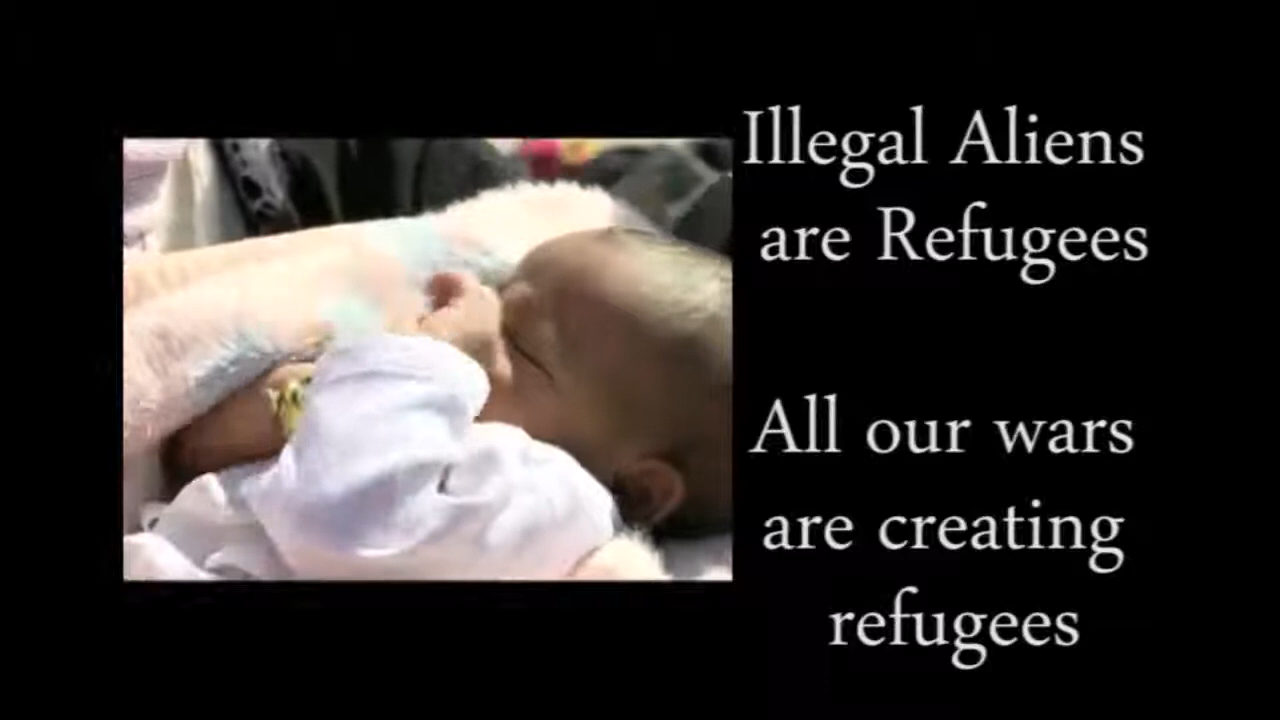 Illegal Aliens
are Refugees
All our wars
are creating
refugees